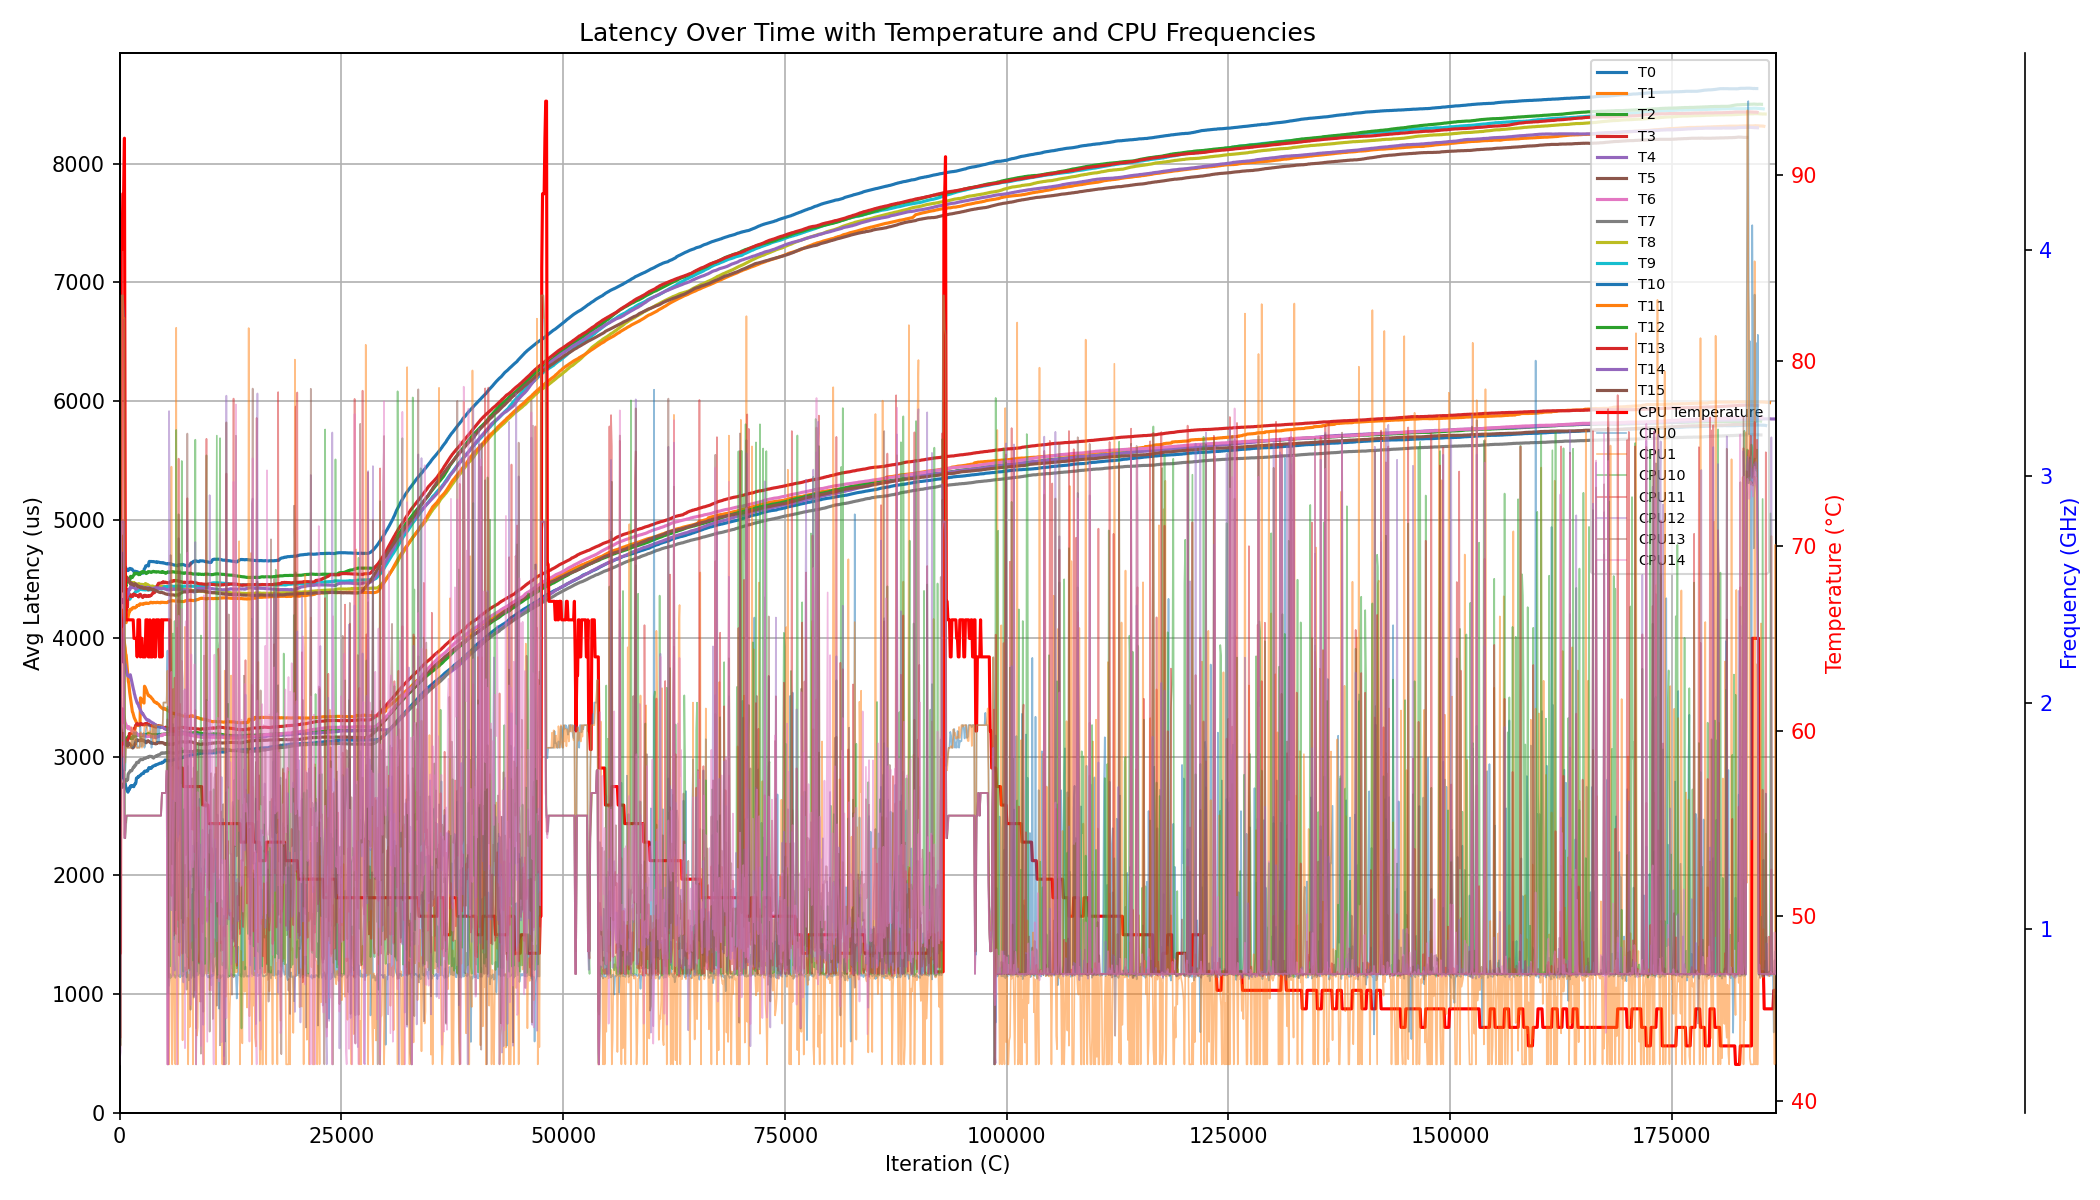 Latency Over Time with Temperature and CPU Frequencies
T0
T1
T2
T3
T4
T5
T6
T7
T8
T9
T10
T11
T12
T13
T14
T15
CPU Temperature
CPU0
CPU1
CPU10
CPU11
CPU12
CPU13
CPU14
Avg Latency (us)
8000
7000
6000
5000
4000
3000
2000
1000
0
0
25000
50000
75000
100000
125000
150000
175000
Iteration (C)
90
80
70
60
50
40
Temperature (°C)
4
3
2
1
Frequency (GHz)